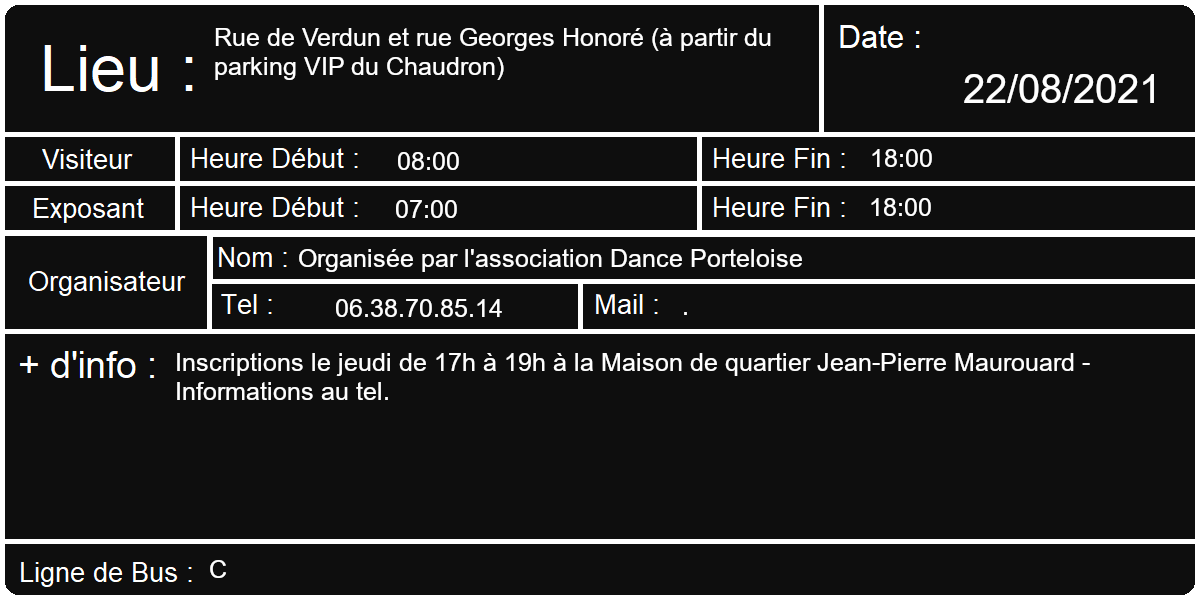 Lieu :
Rue de Verdun et rue Georges Honoré (à partir du
parking VIP du Chaudron)
Date :
22/08/2021
Visiteur
Heure Début : 08:00
Heure Fin : 18:00
Exposant
Heure Début : 07:00
Heure Fin : 18:00
Organisateur
Nom : Organisée par l'association Dance Porteloise
Tel : 06.38.70.85.14
Mail : .
+ d'info :
Inscriptions le jeudi de 17h à 19h à la Maison de quartier Jean-Pierre Maurouard -
Informations au tel.
Ligne de Bus : C